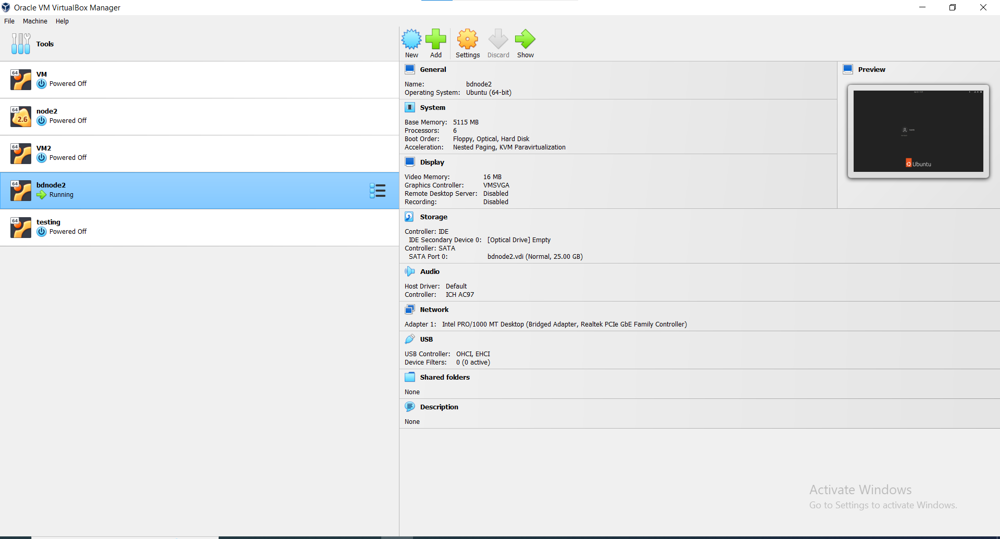 Oracle VM VirtualBox Manager
File Machine Help
Tools
New Add Settings Discard Show
64 VM
Powered Off
64 2.6 node2
Powered Off
64 VM2
Powered Off
64 bdnode2
Running
64 testing
Powered Off
General
Name: bdnode2
Operating System: Ubuntu (64-bit)
System
Base Memory: 5115 MB
Processors: 6
Boot Order: Floppy, Optical, Hard Disk
Acceleration: Nested Paging, KVM Paravirtualization
Display
Video Memory: 16 MB
Graphics Controller: VMSVGA
Remote Desktop Server: Disabled
Recording: Disabled
Preview
Ubuntu
Storage
Controller: IDE
IDE Secondary Device 0: [Optical Drive] Empty
Controller: SATA
SATA Port 0: bdnode2.vdi (Normal, 25.00 GB)
Audio
Host Driver: Default
Controller: ICH AC97
Network
Adapter 1: Intel PRO/1000 MT Desktop (Bridged Adapter, Realtek PCIe GbE Family Controller)
USB
USB Controller: OHCI, EHCI
Device Filters: 0 (0 active)
Shared folders
None
Description
None
Activate Windows
Go to Settings to activate Windows.